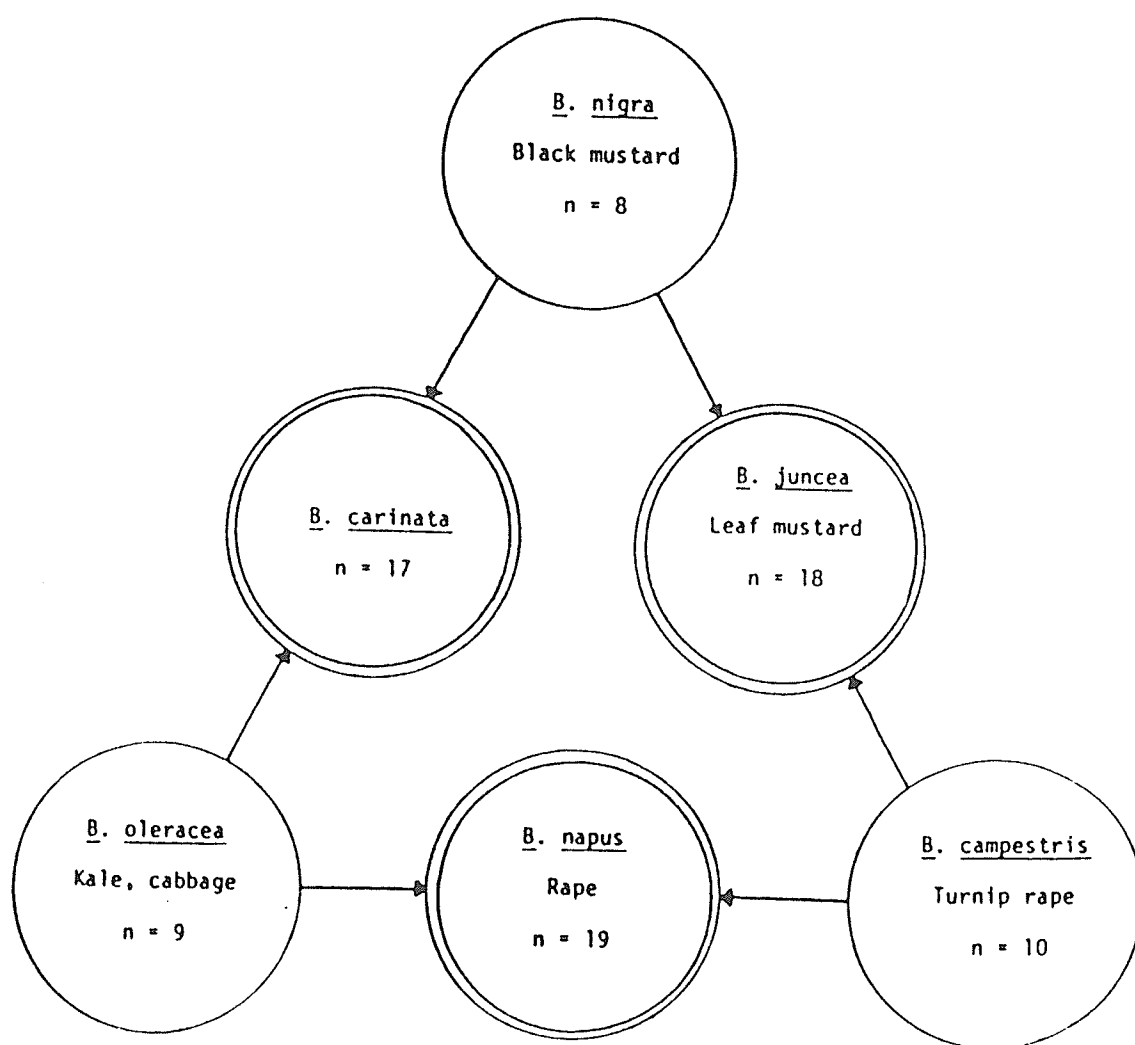 B. nigra
Black mustard
n = 8
B. carinata
n = 17
B. juncea
Leaf mustard
n = 18
B. oleracea
Kale, cabbage
n = 9
B. napus
Rape
n = 19
B. campestris
Turnip rape
n = 10